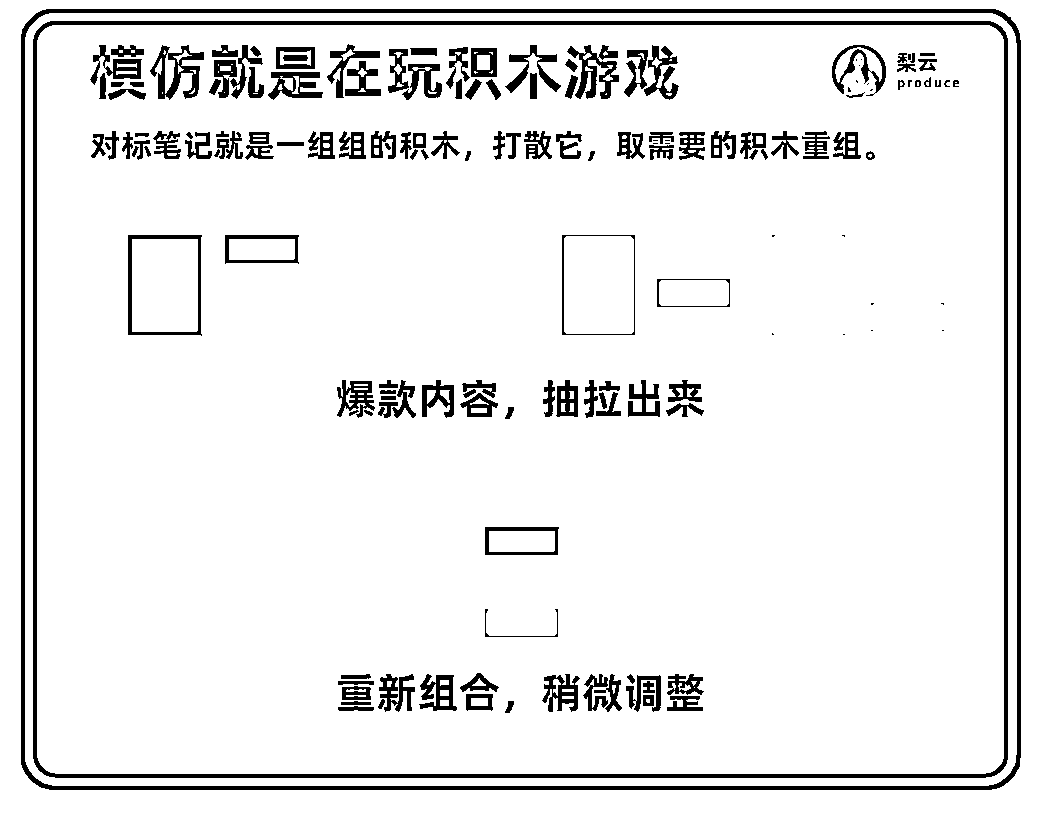 模仿就是在玩积木游戏
梨云
produce
对标笔记就是一组组的积木，打散它，取需要的积木重组。
爆款内容，抽拉出来
重新组合，稍微调整